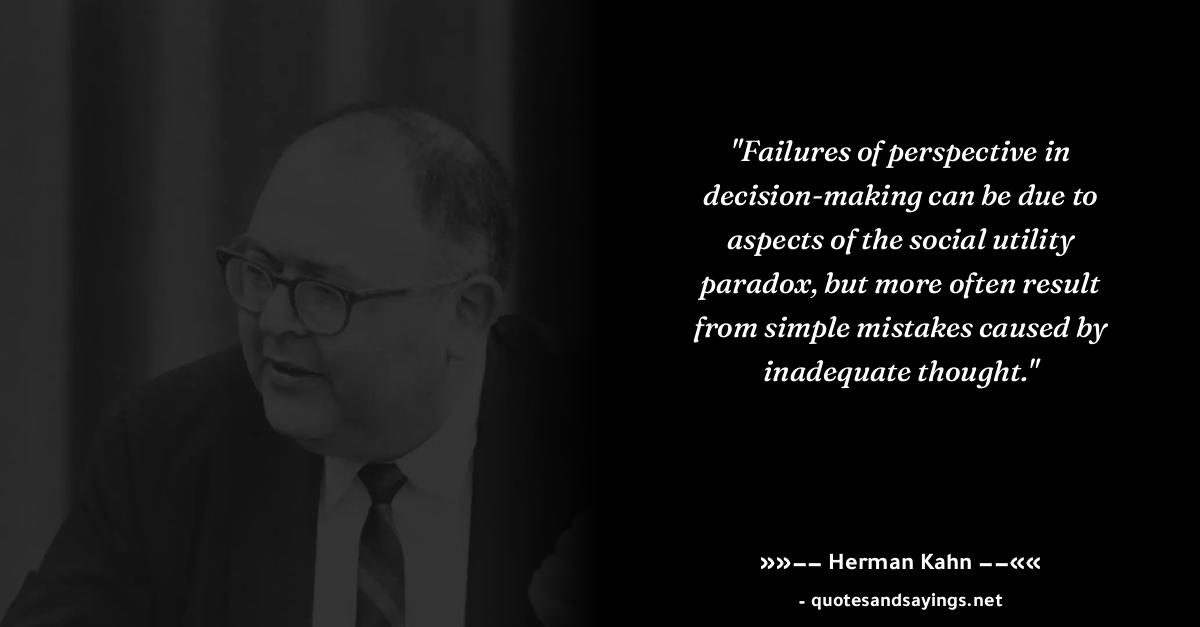 "Failures of perspective in
decision-making can be due to
aspects of the social utility
paradox, but more often result
from simple mistakes caused by
inadequate thought."
»»−− Herman Kahn −−««
- quotesandsayings.net